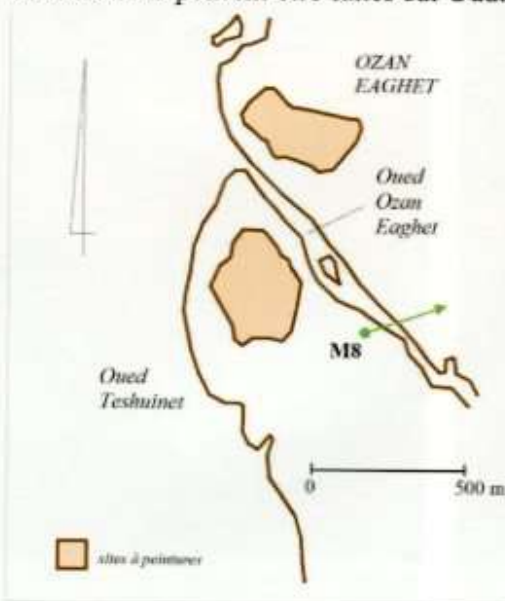 OZAN
EAGHET
Oued
Ozan
Eaghet
M8
Oued
Teshuinet
0 500 m
sites à peintures